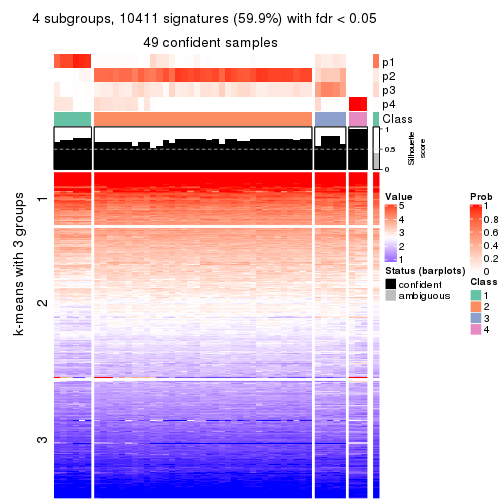 4 subgroups, 10411 signatures (59.9%) with fdr < 0.05
49 confident samples
p1
p2
p3
p4
Class
1
0.5
0
Silhouette
score
k-means with 3 groups
1
2
3
Value
5
4
3
2
1
Status (barplots)
confident
ambiguous
Prob
1
0.8
0.6
0.4
0.2
0
Class
1
2
3
4